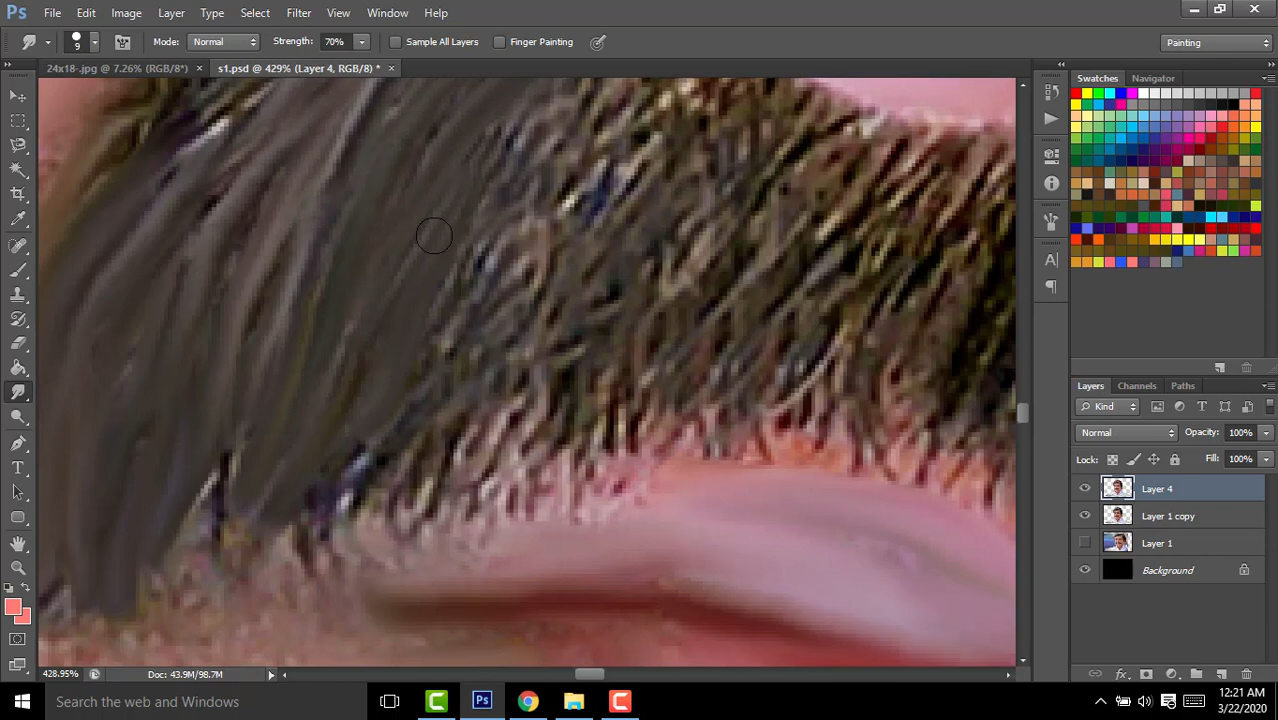 Ps File Edit Image Layer Type Select Filter 3D View Window Help
9 Mode: Normal Strength: 70% Sample All Layers Finger Painting Painting
24x18-.jpg @ 7.26% (RGB/8*) × s1.psd @ 429% (Layer 4, RGB/8) * ×
Swatches Navigator
Layers Channels Paths
Kind
Normal Opacity: 100%
Lock: Fill: 100%
Layer 4
Layer 1 copy
Layer 1
Background
428.95% Doc: 43.9M/98.7M
Search the web and Windows
12:21 AM
3/22/2020